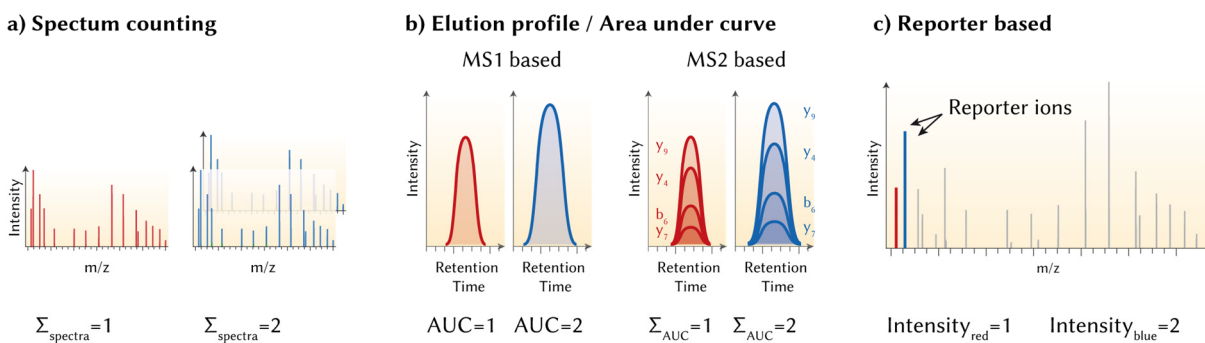 a) Spectum counting
Intensity
m/z
m/z
Σspectra=1
Σspectra=2
b) Elution profile / Area under curve
MS1 based
Intensity
Retention
Time
Retention
Time
AUC=1
AUC=2
MS2 based
Intensity
y9
y4
b6
y7
y9
y4
b6
y7
Retention
Time
Retention
Time
ΣAUC=1
ΣAUC=2
c) Reporter based
Reporter ions
Intensity
m/z
Intensityred=1
Intensityblue=2